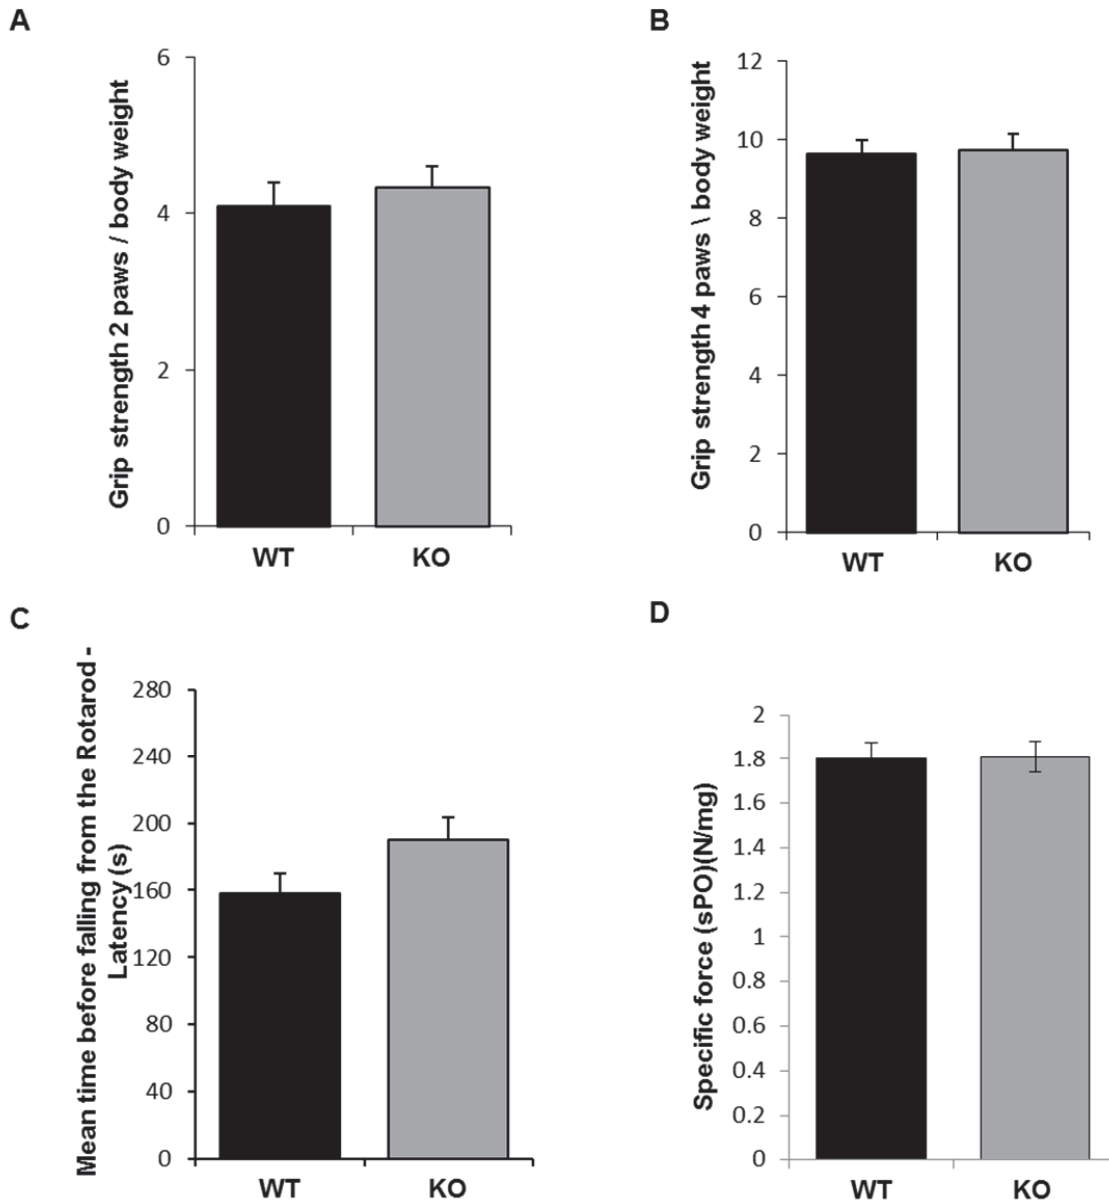 A
Grip strength 2 paws / body weight
6
4
2
0
WT KO
B
Grip strength 4 paws \ body weight
12
10
8
6
4
2
0
WT KO
C
Mean time before falling from the Rotarod -
Latency (s)
280
240
200
160
120
80
40
0
WT KO
D
Specific force (sPO)(N/mg)
2
1.8
1.6
1.4
1.2
1
0.8
0.6
0.4
0.2
0
WT KO